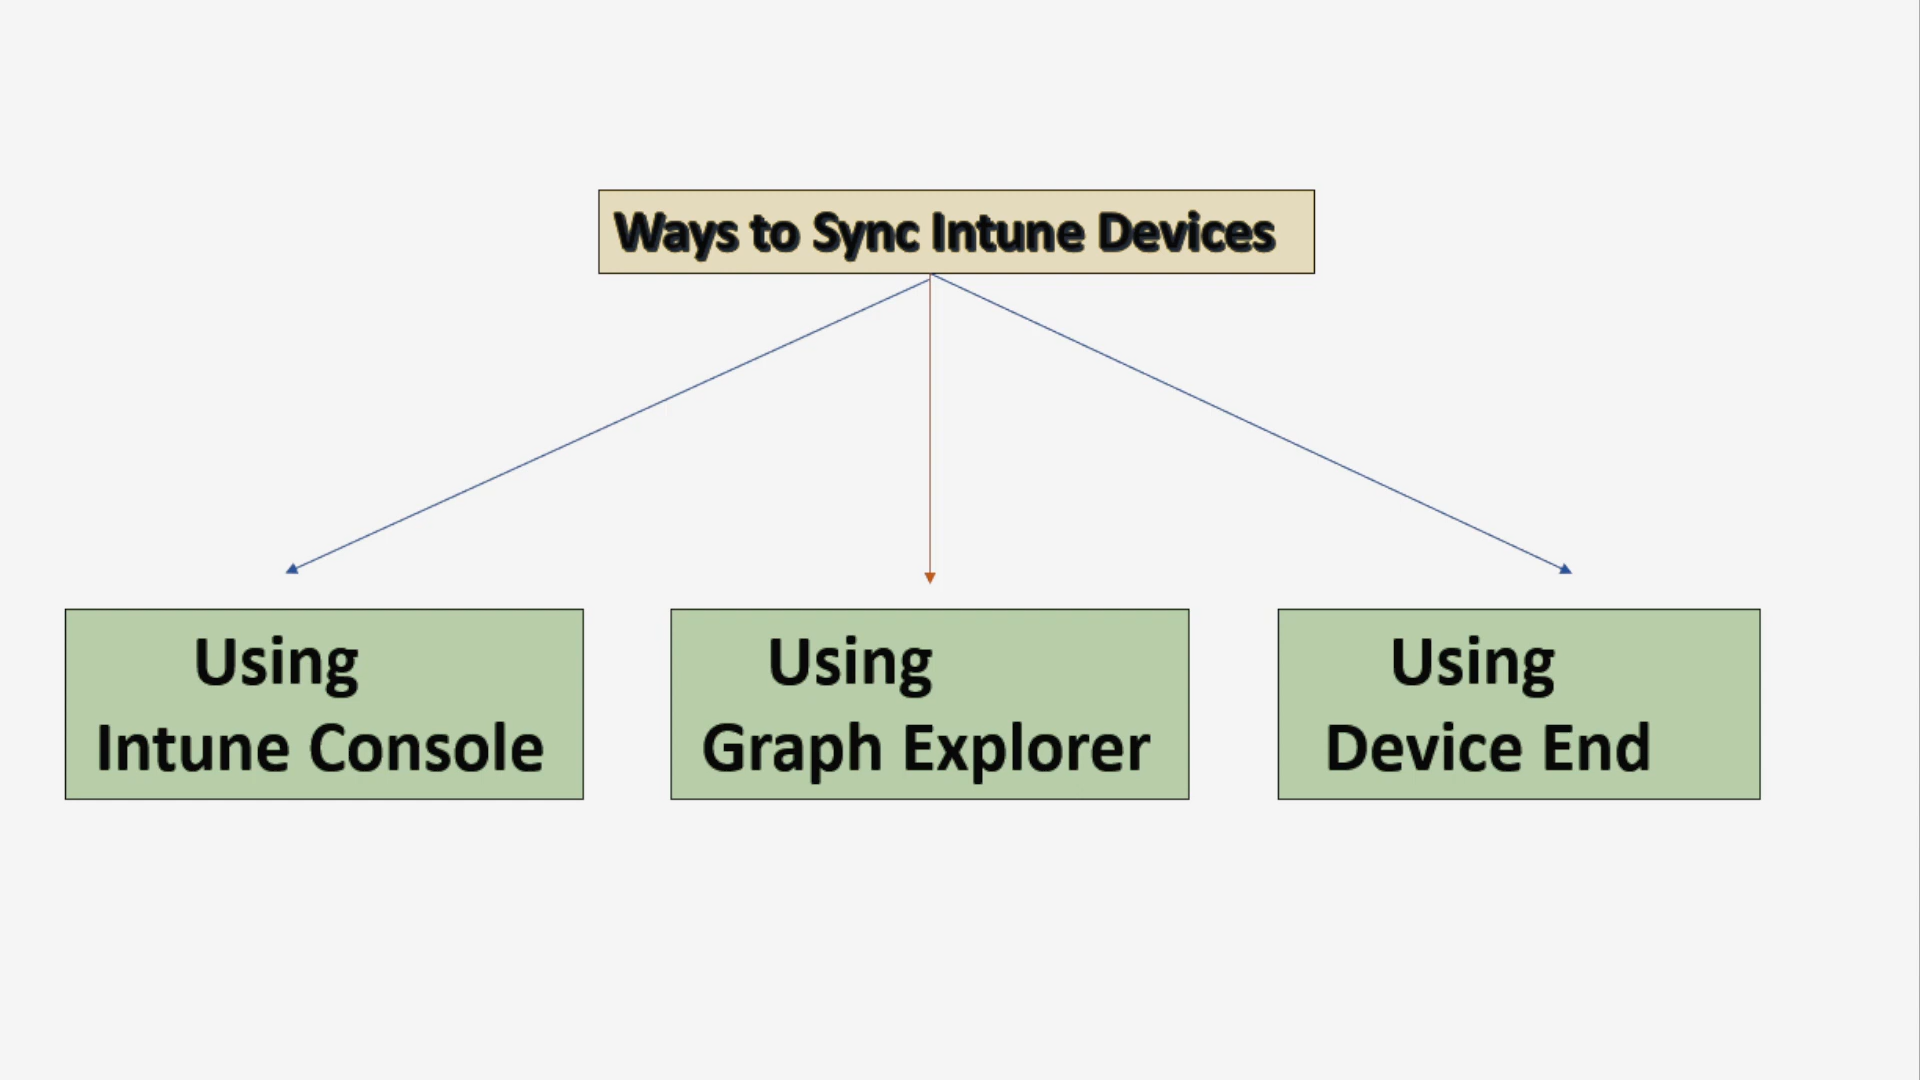 Ways to Sync Intune Devices
Using
Intune Console
Using
Graph Explorer
Using
Device End